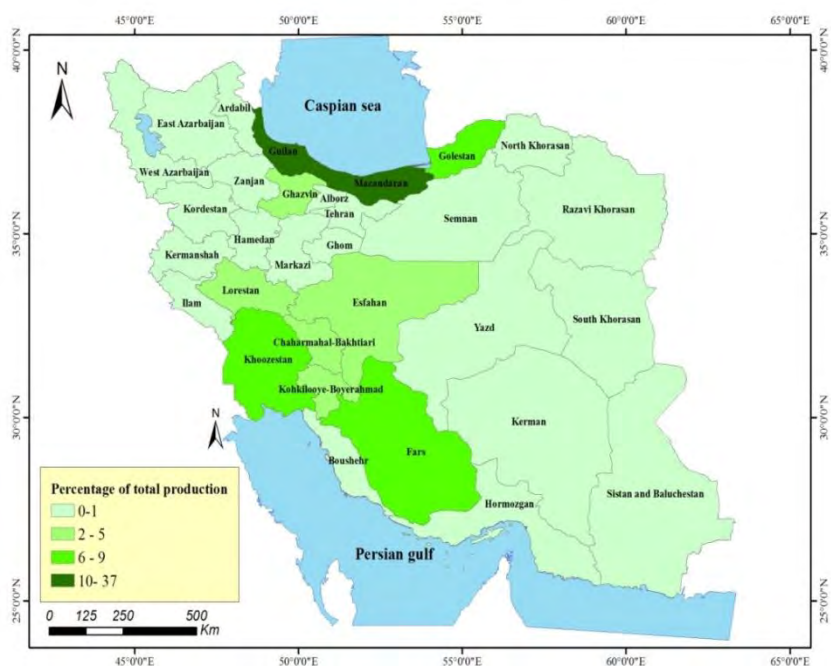 45°0'0"E 50°0'0"E 55°0'0"E 60°0'0"E 65°0'0"E
40°0'0"N
40°0'0"N
N
Caspian sea
Ardabil
East Azarbaijan
Guilan
Golestan
North Khorasan
West Azarbaijan
Zanjan
Ghazvin
Mazandaran
Alborz
Tehran
Kordestan
Semnan
Razavi Khorasan
35°0'0"N
35°0'0"N
Hamedan
Ghom
Kermanshah
Markazi
Lorestan
Ilam
Esfahan
South Khorasan
Yazd
Chaharmahal-Bakhtiari
Khoozestan
Kohkilooye-Boyerahmad
30°0'0"N
30°0'0"N
N
Kerman
Fars
Boushehr
Hormozgan
Sistan and Baluchestan
Persian gulf
Percentage of total production
0-1
2 - 5
6 - 9
10- 37
25°0'0"N
25°0'0"N
0 125 250 500
Km
45°0'0"E 50°0'0"E 55°0'0"E 60°0'0"E 65°0'0"E